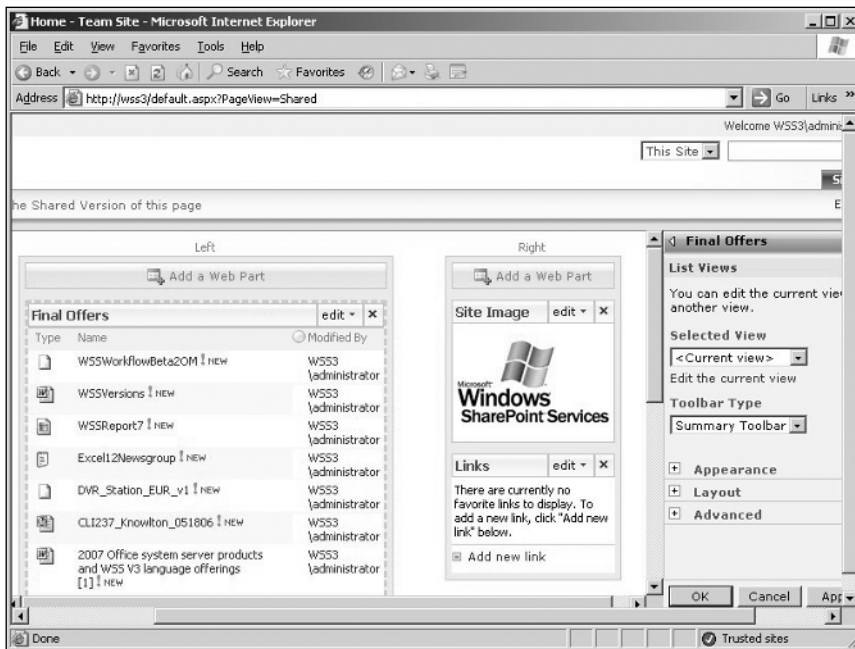 Home - Team Site - Microsoft Internet Explorer
File Edit View Favorites Tools Help
Back Search Favorites
Address http://wss3/default.aspx?PageView=Shared Go Links »
Welcome WSS3\admini
This Site
he Shared Version of this page
Left
Add a Web Part
Final Offers edit
Type Name Modified By
WSSWorkflowBeta2OM ! NEW WSS3
\administrator
WSSVersions ! NEW WSS3
\administrator
WSSReport7 ! NEW WSS3
\administrator
Excel12Newsgroup ! NEW WSS3
\administrator
DVR_Station_EUR_v1 ! NEW WSS3
\administrator
CLI237_Knowlton_051806 ! NEW WSS3
\administrator
2007 Office system server products WSS3
and WSS V3 language offerings \administrator
[1] ! NEW
Right
Add a Web Part
Site Image edit
Microsoft
Windows
SharePoint Services
Links edit
There are currently no
favorite links to display. To
add a new link, click "Add new
link" below.
Add new link
Final Offers
List Views
You can edit the current vie
another view.
Selected View
<Current view>
Edit the current view
Toolbar Type
Summary Toolbar
Appearance
Layout
Advanced
OK Cancel App
Done Trusted sites